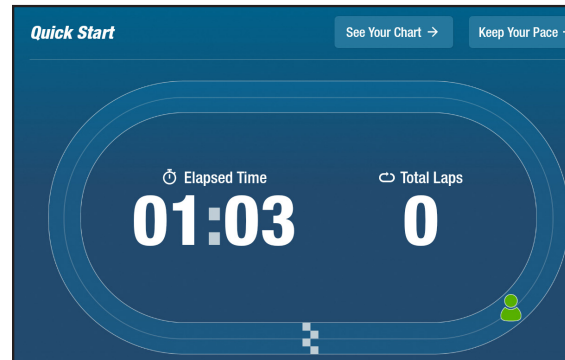 Quick Start
See Your Chart →
Keep Your Pace
Elapsed Time
Total Laps
01:03
0